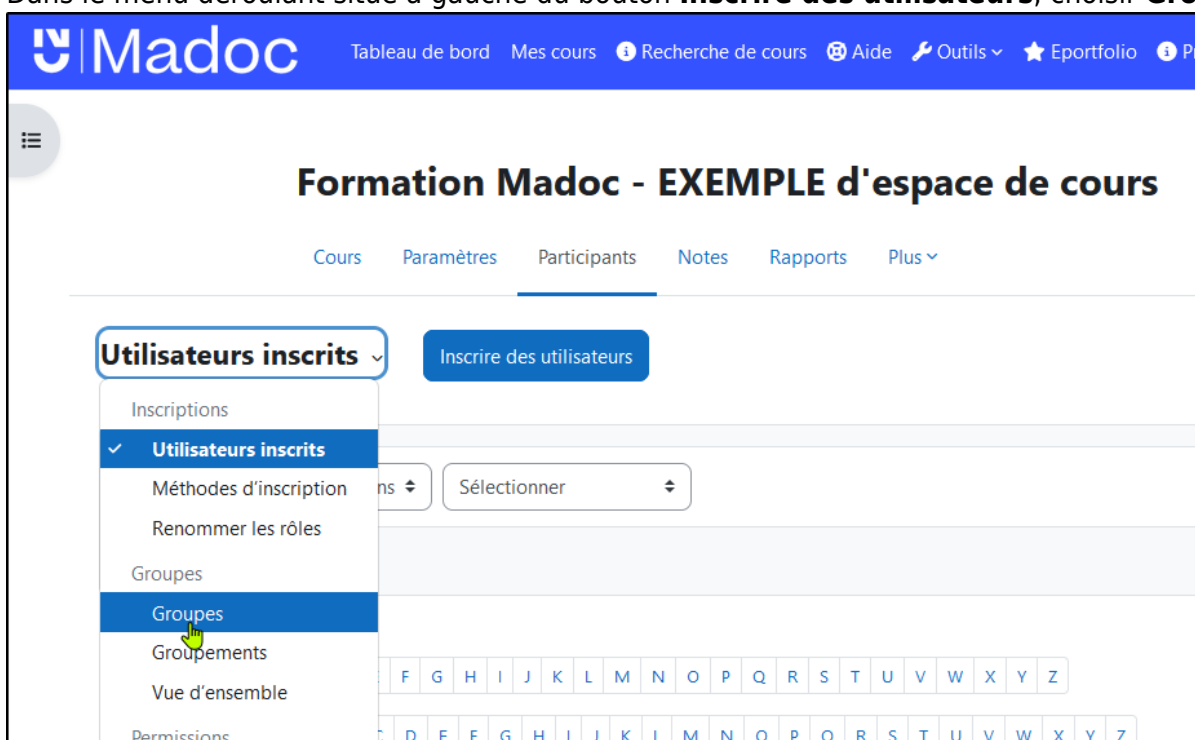 Dans le menu déroulant situé à gauche du bouton Inscrire des utilisateurs, choisir Gro
Madoc Tableau de bord Mes cours Recherche de cours Aide Outils Eportfolio P
Formation Madoc - EXEMPLE d'espace de cours
Cours Paramètres Participants Notes Rapports Plus
Utilisateurs inscrits Inscrire des utilisateurs
Inscriptions
Utilisateurs inscrits
Méthodes d'inscription ns Sélectionner
Renommer les rôles
Groupes
Groupes
Groupements
F G H I J K L M N O P Q R S T U V W X Y Z
Vue d'ensemble
Permissions C D E F G H I J K L M N O P Q R S T U V W X Y Z